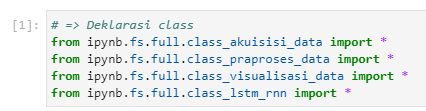 [1]: # => Deklarasi class
from ipynb.fs.full.class_akuisisi_data import *
from ipynb.fs.full.class_praproses_data import *
from ipynb.fs.full.class_visualisasi_data import *
from ipynb.fs.full.class_lstm_rnn import *